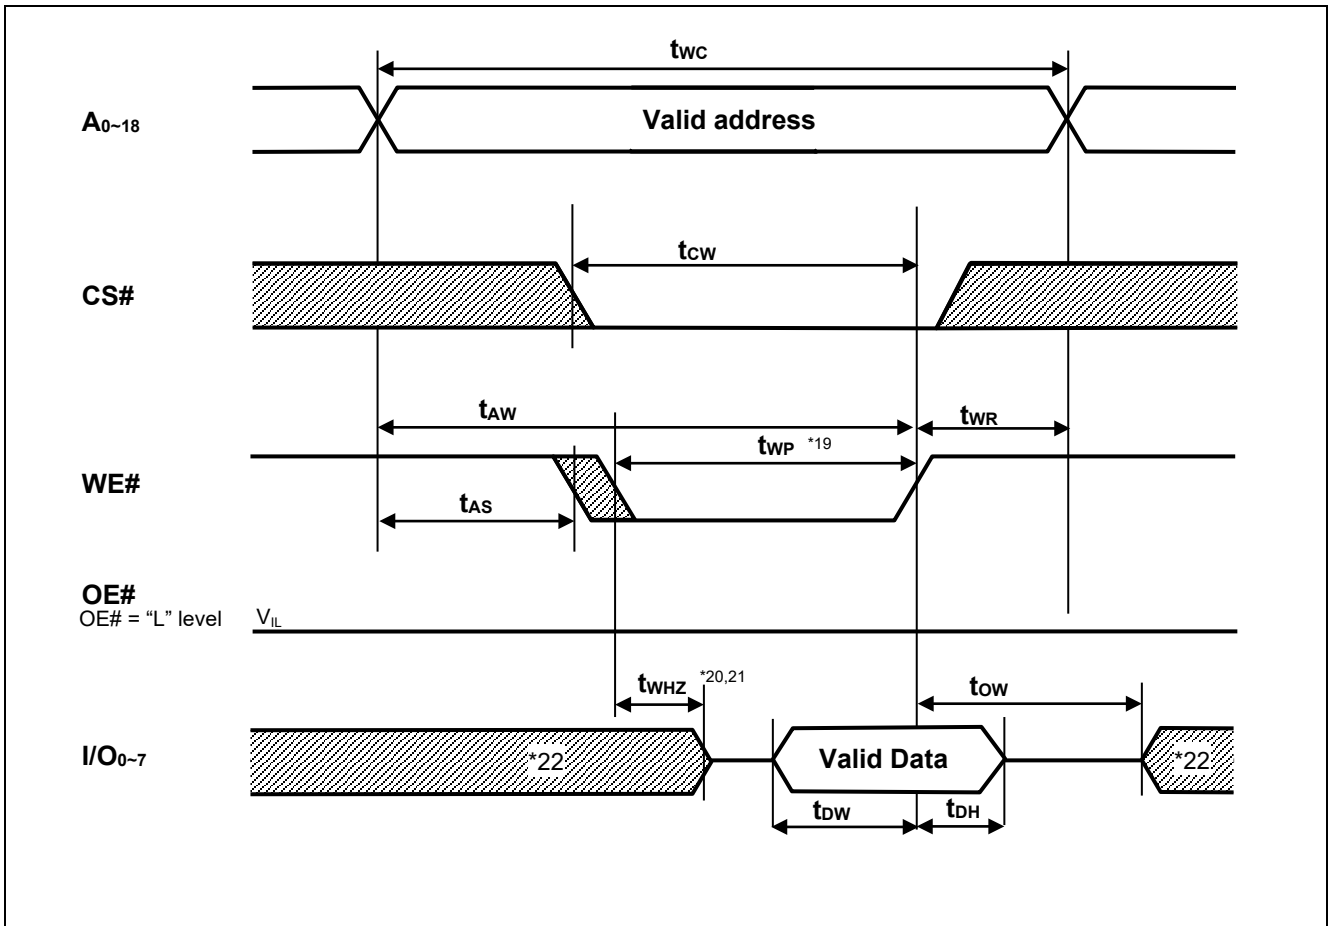 tWC
A0~18
Valid address
tCW
CS#
tAW
tWR
tWP *19
WE#
tAS
OE#
OE# = “L” level VIL
tWHZ *20,21
tOW
I/O0~7
*22
Valid Data
*22
tDW
tDH